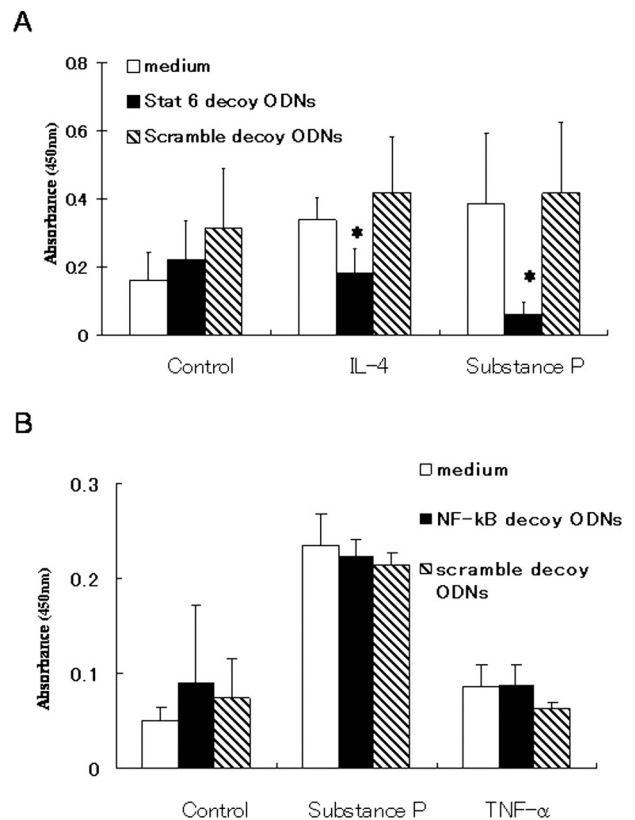 A
0.8
0.6
0.4
0.2
0
Absorbance (450nm)
medium
Stat 6 decoy ODNs
Scramble decoy ODNs
*
*
Control IL-4 Substance P
B
0.3
0.2
0.1
0
Absorbance (450nm)
medium
NF-kB decoy ODNs
scramble decoy
ODNs
Control Substance P TNF-α